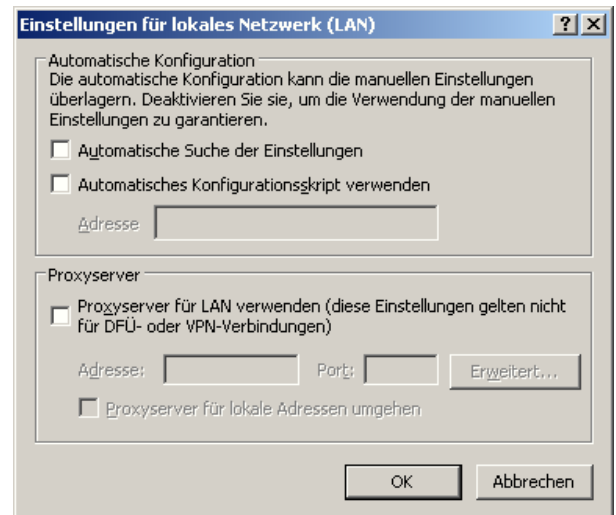 Einstellungen für lokales Netzwerk (LAN)
Automatische Konfiguration
Die automatische Konfiguration kann die manuellen Einstellungen
überlagern. Deaktivieren Sie sie, um die Verwendung der manuellen
Einstellungen zu garantieren.
Automatische Suche der Einstellungen
Automatisches Konfigurationsskript verwenden
Adresse
Proxyserver
Proxyserver für LAN verwenden (diese Einstellungen gelten nicht
für DFÜ- oder VPN-Verbindungen)
Adresse: Port: Erweitert...
Proxyserver für lokale Adressen umgehen
OK Abbrechen